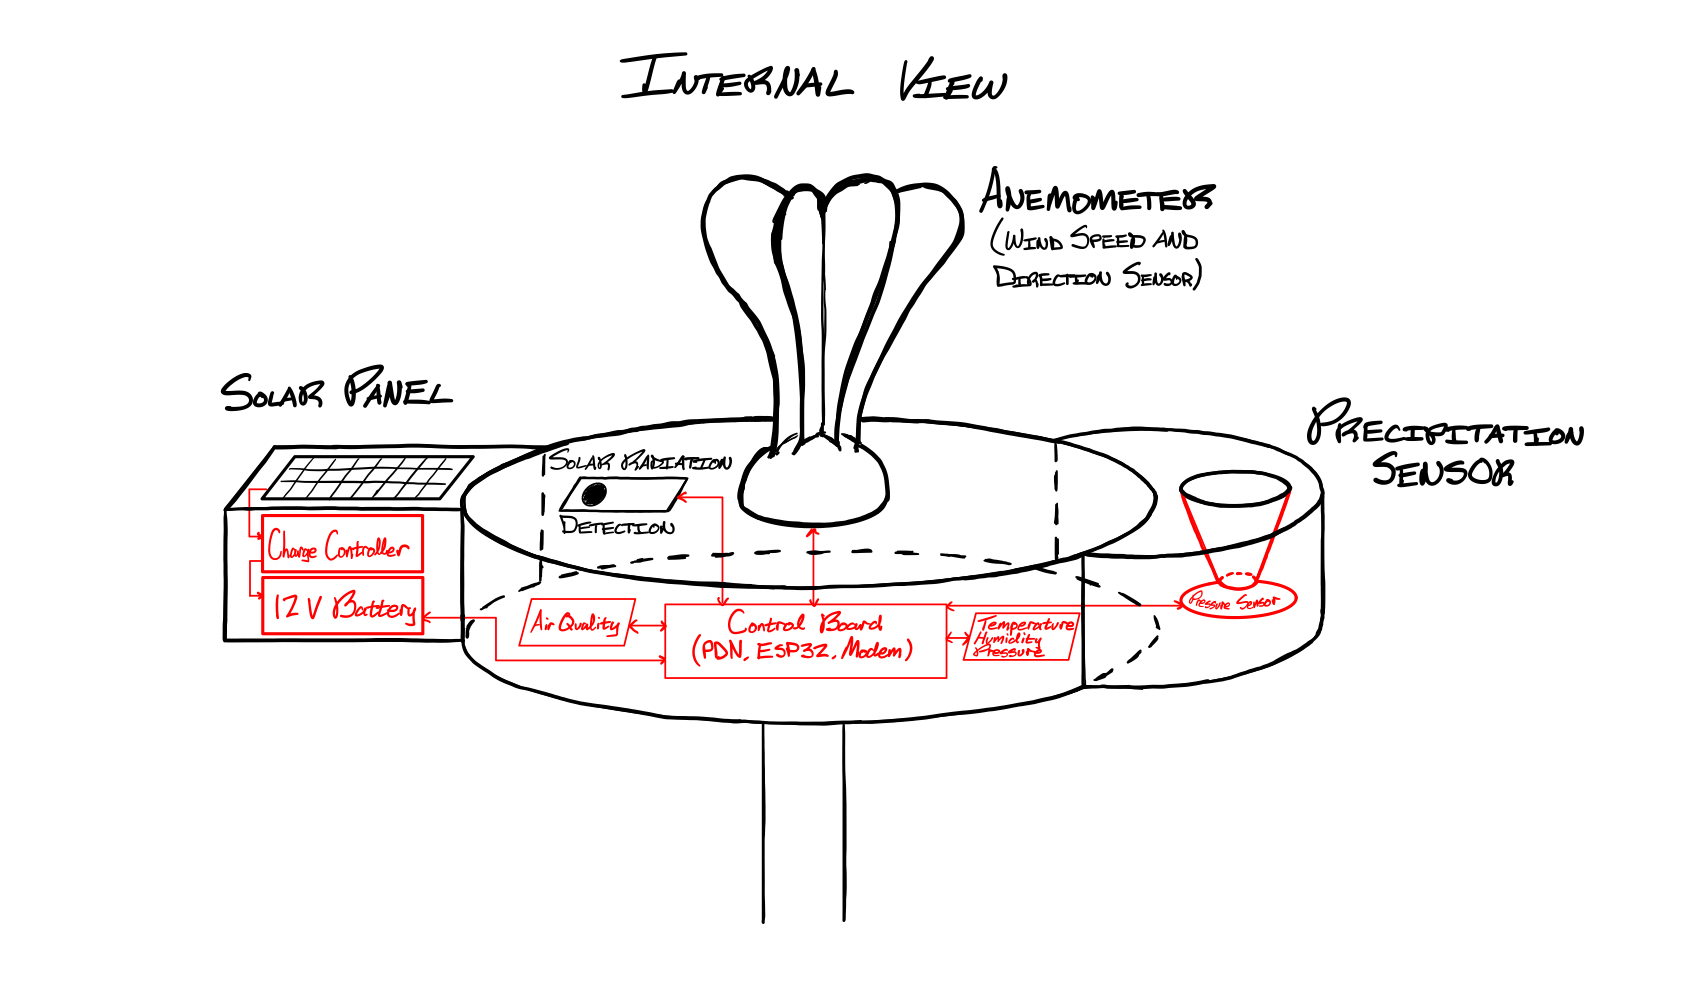 INTERNAL VIEW
ANEMOMETER
(WIND SPEED AND
DIRECTION SENSOR)
SOLAR PANEL
PRECIPITATION
SENSOR
SOLAR RADIATION
DETECTION
Charge Controller
12 V Battery
Air Quality
Control Board
(PDN, ESP32, Modem)
Temperature
Humidity
Pressure
Pressure Sensor